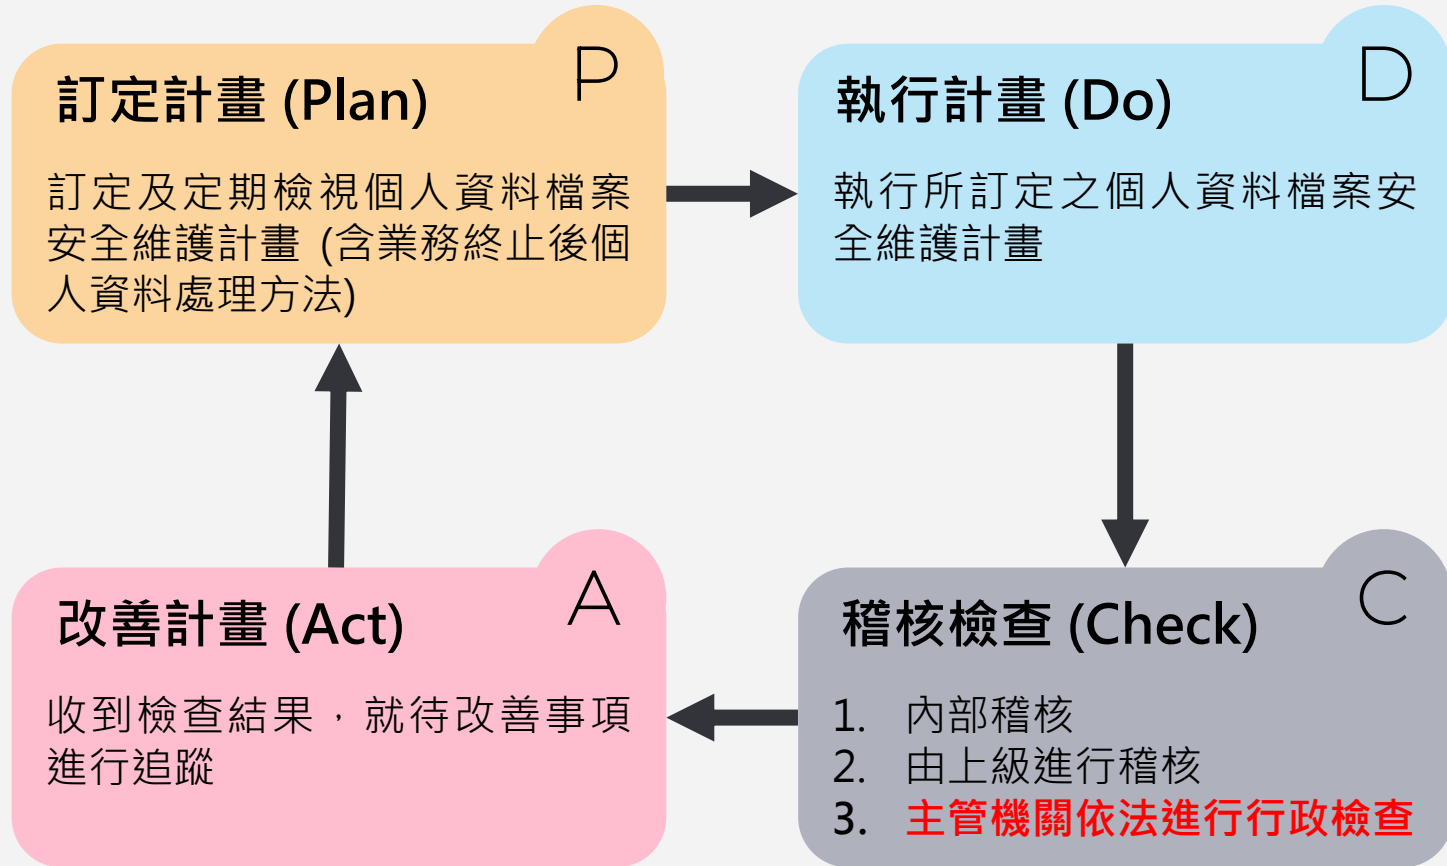 P
訂定計畫 (Plan)
訂定及定期檢視個人資料檔案
安全維護計畫 (含業務終止後個
人資料處理方法)
D
執行計畫 (Do)
執行所訂定之個人資料檔案安
全維護計畫
A
改善計畫 (Act)
收到檢查結果，就待改善事項
進行追蹤
C
稽核檢查 (Check)
1. 內部稽核
2. 由上級進行稽核
3. 主管機關依法進行行政檢查